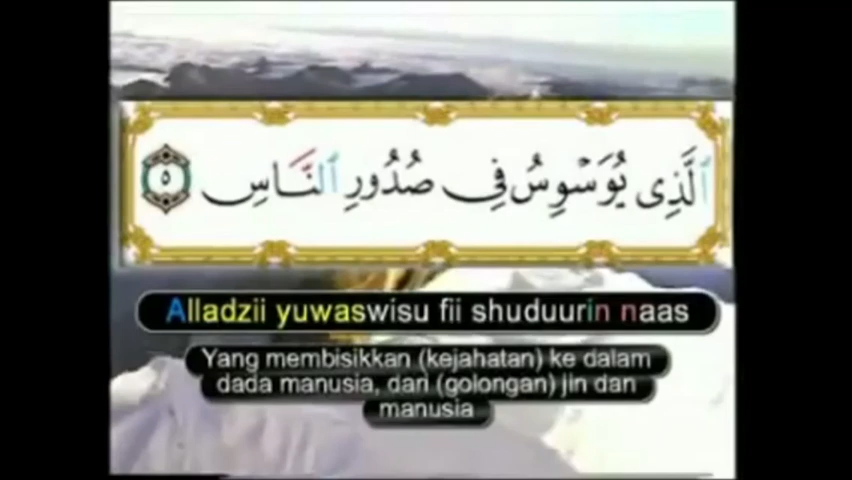 ٱلَّذِى يُوَسْوِسُ فِى صُدُورِ ٱلنَّاسِ ٥
Alladzii yuwaswisu fii shuduurin naas
Yang membisikkan (kejahatan) ke dalam
dada manusia, dari (golongan) jin dan
manusia